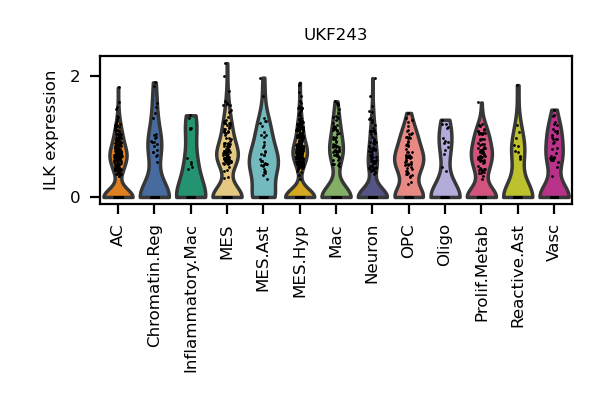 UKF243
ILK expression
2
0
AC
Chromatin.Reg
Inflammatory.Mac
MES
MES.Ast
MES.Hyp
Mac
Neuron
OPC
Oligo
Prolif.Metab
Reactive.Ast
Vasc